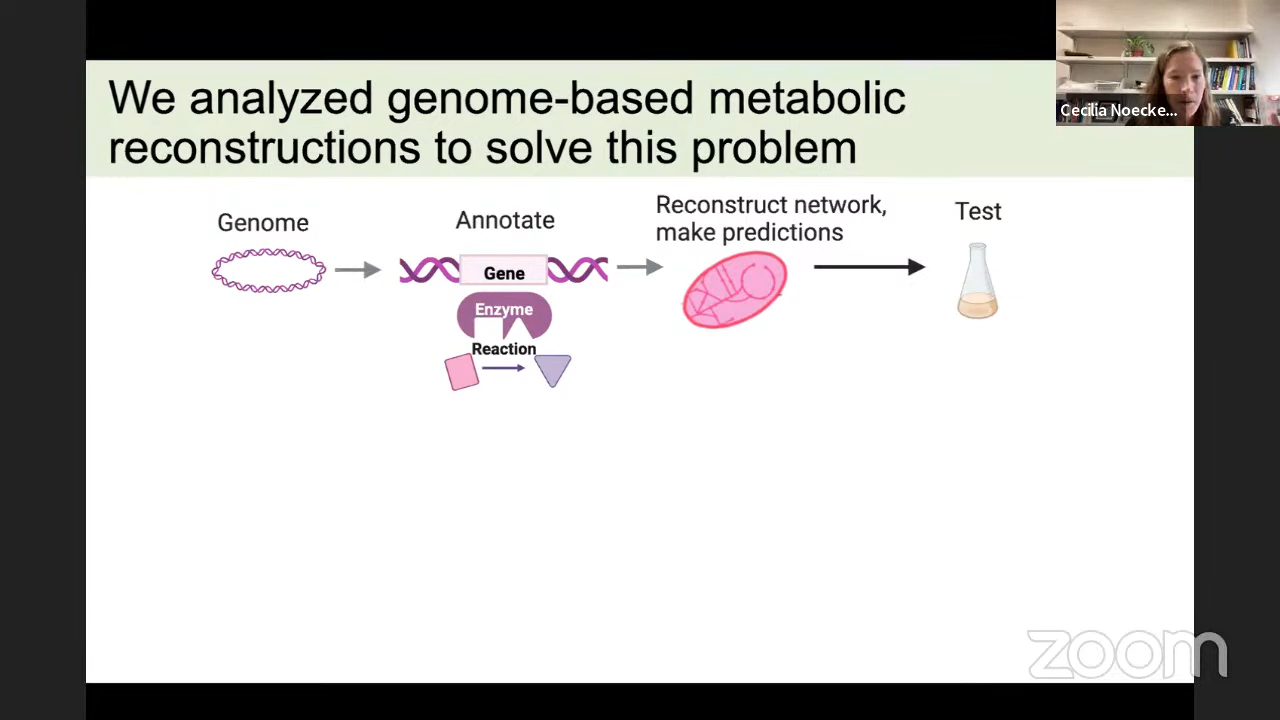 We analyzed genome-based metabolic
reconstructions to solve this problem
Cecilia Noecke...
Genome
Annotate
Reconstruct network,
make predictions
Test
Gene
Enzyme
Reaction
zoom